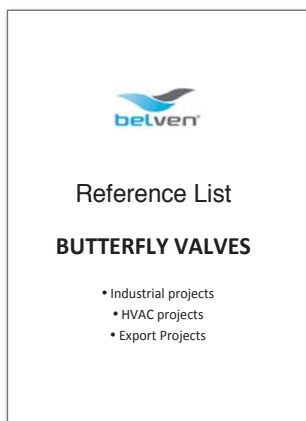 belven®
Reference List
BUTTERFLY VALVES
• Industrial projects
• HVAC projects
• Export Projects